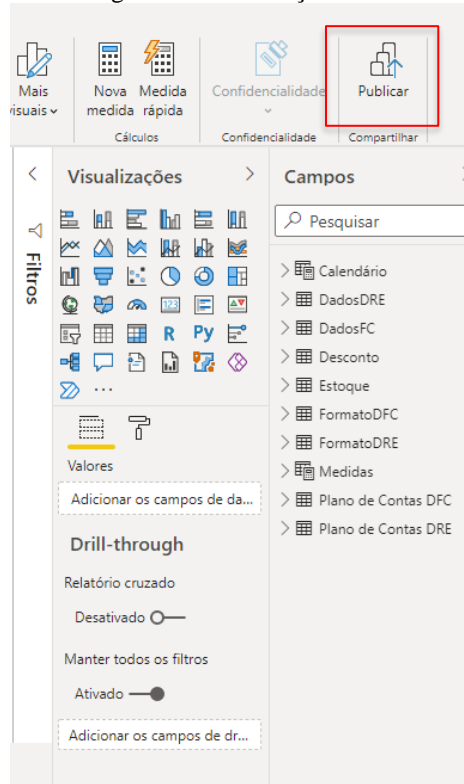 Mais
visuais
Nova
medida
Medida
rápida
Cálculos
Confidencialidade
Confidencialidade
Publicar
Compartilhar
Filtros
Visualizações
123
R
Py
Valores
Adicionar os campos de da...
Drill-through
Relatório cruzado
Desativado
Manter todos os filtros
Ativado
Adicionar os campos de dr...
Campos
Pesquisar
Calendário
DadosDRE
DadosFC
Desconto
Estoque
FormatoDFC
FormatoDRE
Medidas
Plano de Contas DFC
Plano de Contas DRE